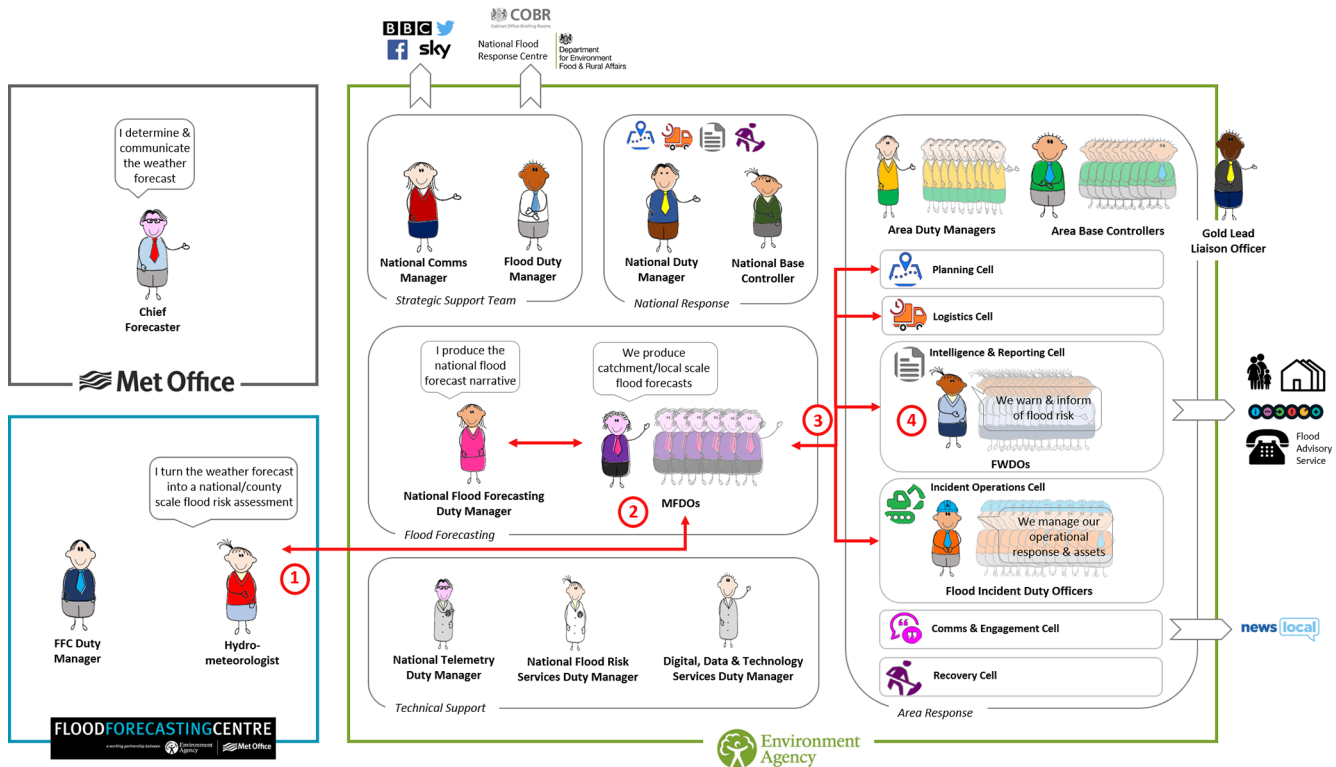 BBC
sky
COBR
Cabinet Office Briefing Rooms
National Flood
Response Centre
Department
for Environment
Food & Rural Affairs
I determine &
communicate
the weather
forecast
Chief
Forecaster
Met Office
National Comms
Manager
Flood Duty
Manager
Strategic Support Team
National Duty
Manager
National Base
Controller
National Response
Area Duty Managers
Area Base Controllers
Gold Lead
Liaison Officer
Planning Cell
Logistics Cell
Intelligence & Reporting Cell
We warn & inform
of flood risk
FWDOs
4
3
Incident Operations Cell
We manage our
operational
response & assets
Flood Incident Duty Officers
Comms & Engagement Cell
Recovery Cell
Area Response
Flood
Advisory
Service
news local
I produce the
national flood
forecast narrative
We produce
catchment/local scale
flood forecasts
National Flood Forecasting
Duty Manager
MFDOs
2
Flood Forecasting
I turn the weather forecast
into a national/county
scale flood risk assessment
1
FFC Duty
Manager
Hydro-
meteorologist
FLOODFORECASTINGCENTRE
a working partnership between
Environment
Agency
Met Office
National Telemetry
Duty Manager
National Flood Risk
Services Duty Manager
Digital, Data & Technology
Services Duty Manager
Technical Support
Environment
Agency